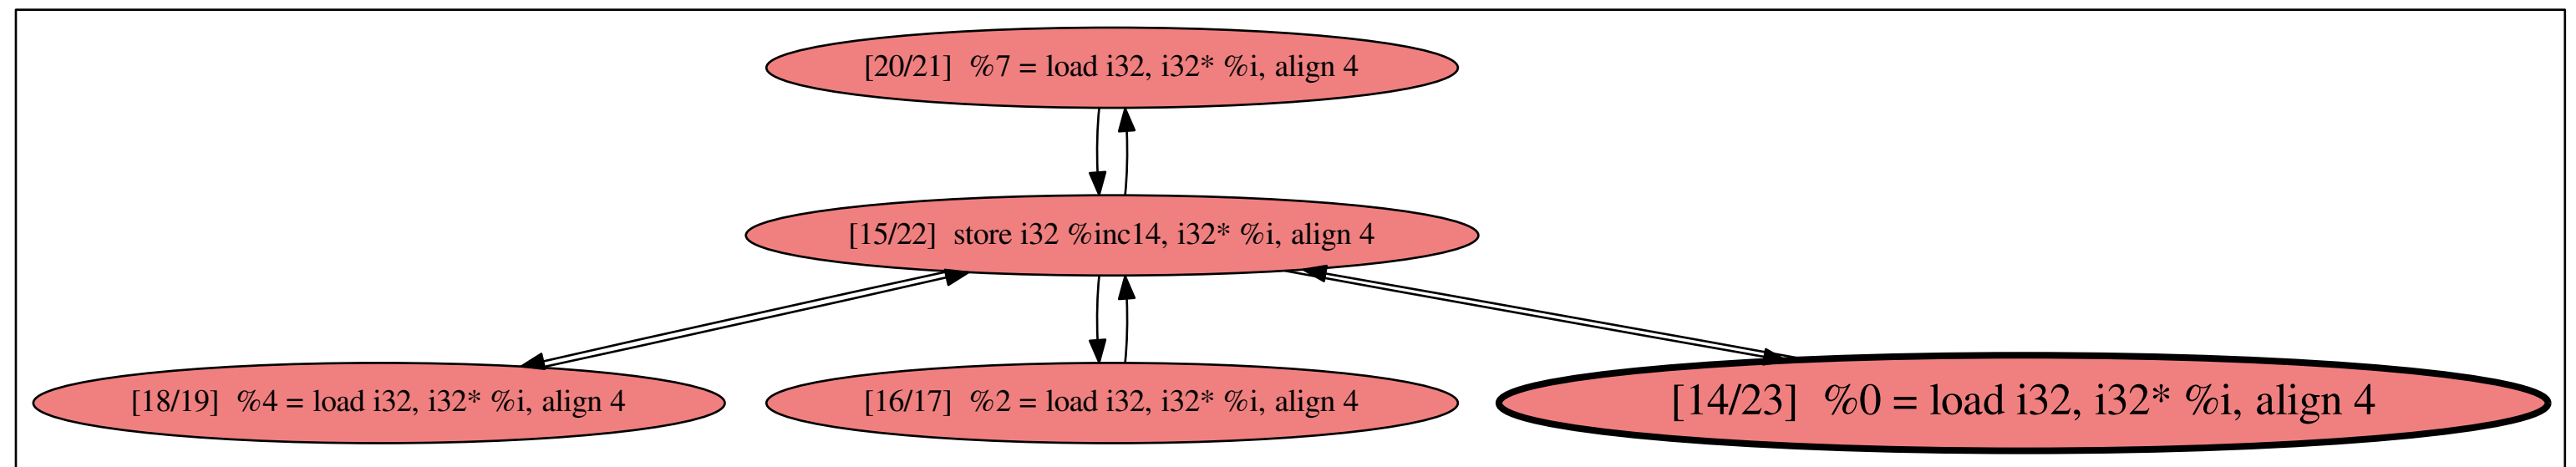 [20/21]  %7 = load i32, i32* %i, align 4
[15/22]  store i32 %inc14, i32* %i, align 4
[18/19]  %4 = load i32, i32* %i, align 4
[16/17]  %2 = load i32, i32* %i, align 4
[14/23]  %0 = load i32, i32* %i, align 4